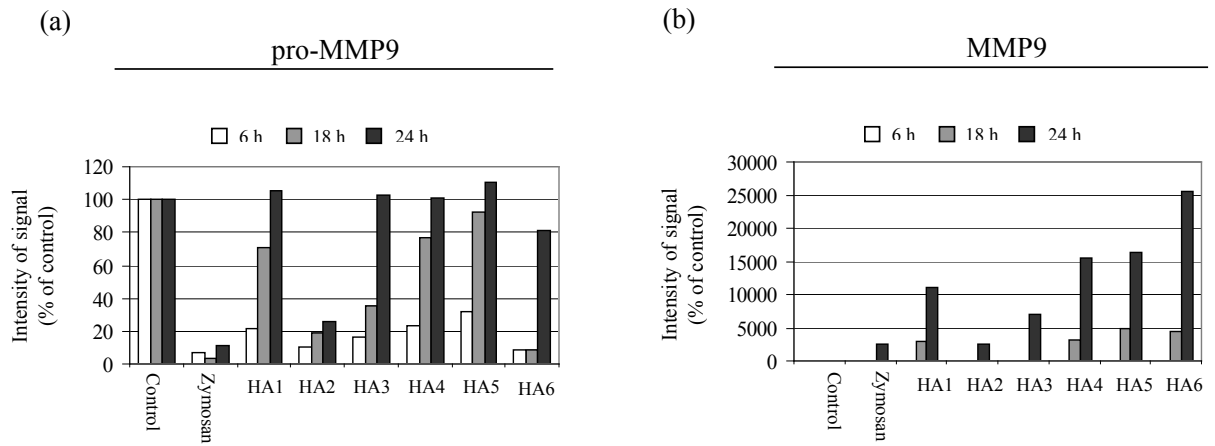 (a)
pro-MMP9
6 h 18 h 24 h
Intensity of signal
(% of control)
120
100
80
60
40
20
0
Control
Zymosan
HA1
HA2
HA3
HA4
HA5
HA6
(b)
MMP9
6 h 18 h 24 h
Intensity of signal
(% of control)
30000
25000
20000
15000
10000
5000
0
Control
Zymosan
HA1
HA2
HA3
HA4
HA5
HA6